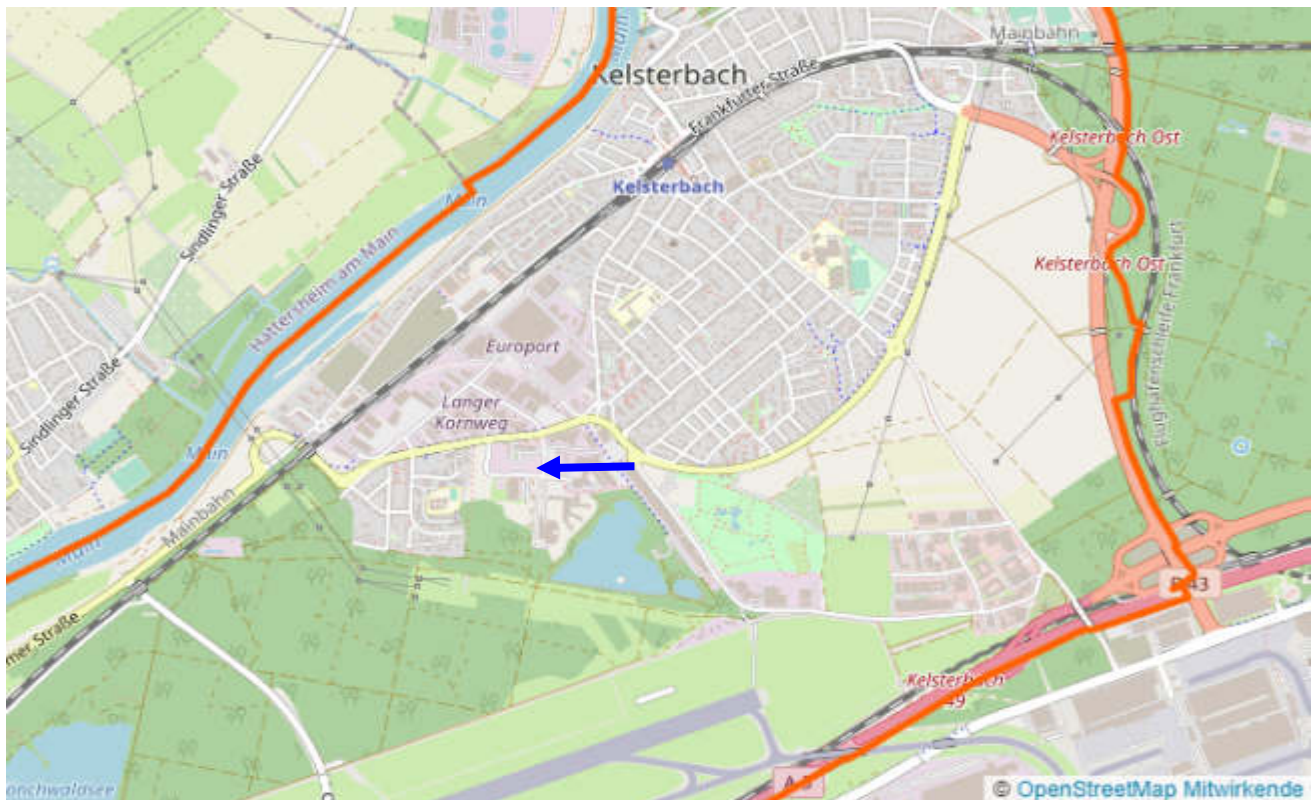 Mainbahn
Kelsterbach
Frankfurter Straße
Kelsterbach Ost
Sindlinger Straße
Kelsterbach
Main
Hattersheim am Main
Kelsterbach Ost
Flughafenschleife Frankfurt
Europort
Sindlinger Straße
Langer
Kornweg
Main
Mainbahn
Main
B 43
mer Straße
Kelsterbach
49
A 3
onchwaldsee
© OpenStreetMap Mitwirkende